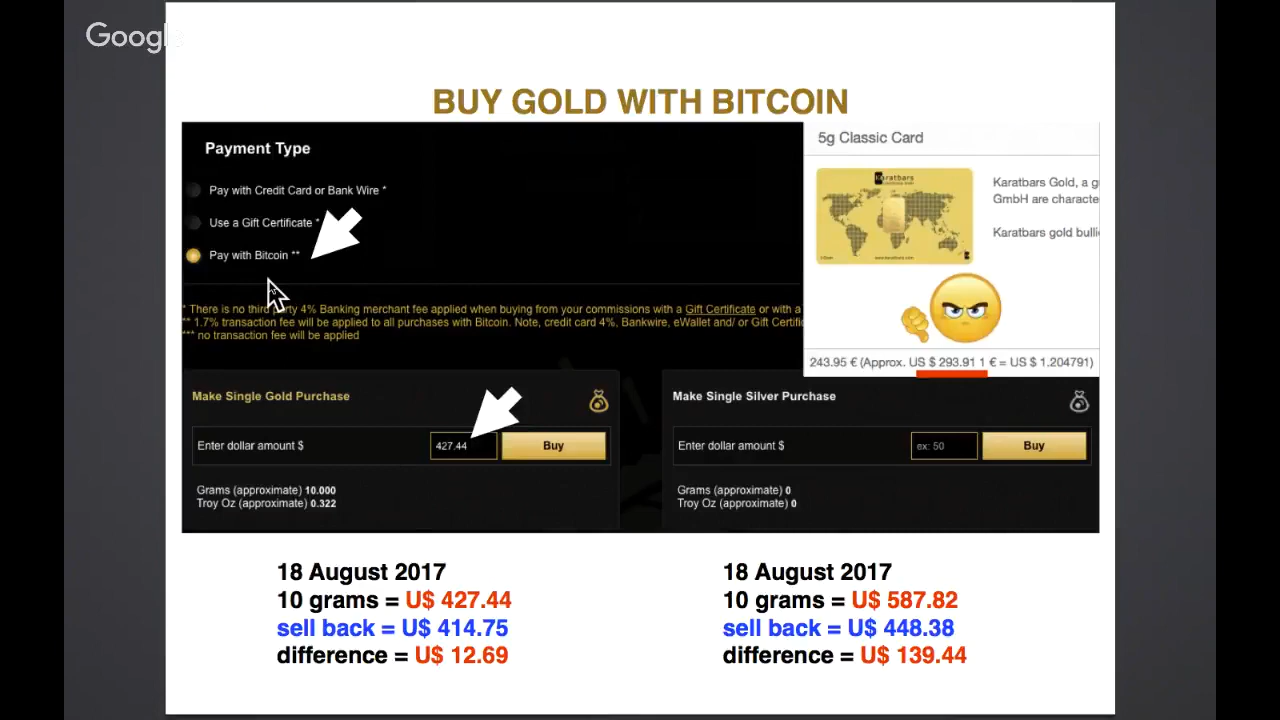 Google
BUY GOLD WITH BITCOIN
Payment Type
Pay with Credit Card or Bank Wire *
Use a Gift Certificate *
Pay with Bitcoin **
* There is no third party 4% Banking merchant fee applied when buying from your commissions with a Gift Certificate or with a
** 1.7% transaction fee will be applied to all purchases with Bitcoin. Note, credit card 4%, Bankwire, eWallet and/ or Gift Certific
*** no transaction fee will be applied
5g Classic Card
Karatbars
www.karatbars.com
Karatbars Gold, a g
GmbH are characte
Karatbars gold bulli
243.95 € (Approx. US $ 293.91 1 € = US $ 1.204791)
Make Single Gold Purchase
Enter dollar amount $
427.44
Buy
Grams (approximate) 10.000
Troy Oz (approximate) 0.322
Make Single Silver Purchase
Enter dollar amount $
ex: 50
Buy
Grams (approximate) 0
Troy Oz (approximate) 0
18 August 2017
10 grams = U$ 427.44
sell back = U$ 414.75
difference = U$ 12.69
18 August 2017
10 grams = U$ 587.82
sell back = U$ 448.38
difference = U$ 139.44